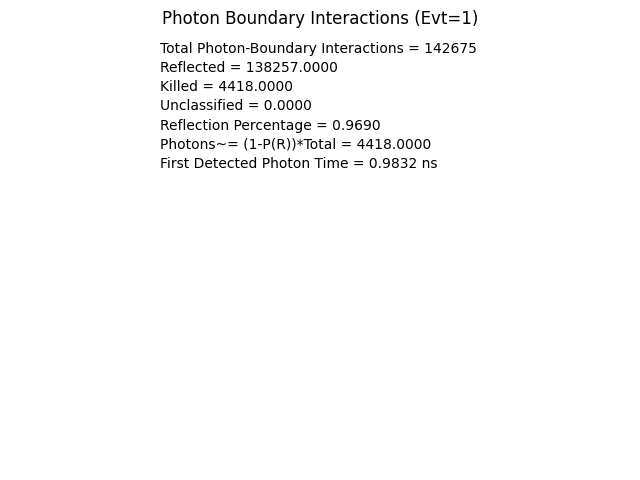 Photon Boundary Interactions (Evt=1)
Total Photon-Boundary Interactions = 142675
Reflected = 138257.0000
Killed = 4418.0000
Unclassified = 0.0000
Reflection Percentage = 0.9690
Photons~= (1-P(R))*Total = 4418.0000
First Detected Photon Time = 0.9832 ns